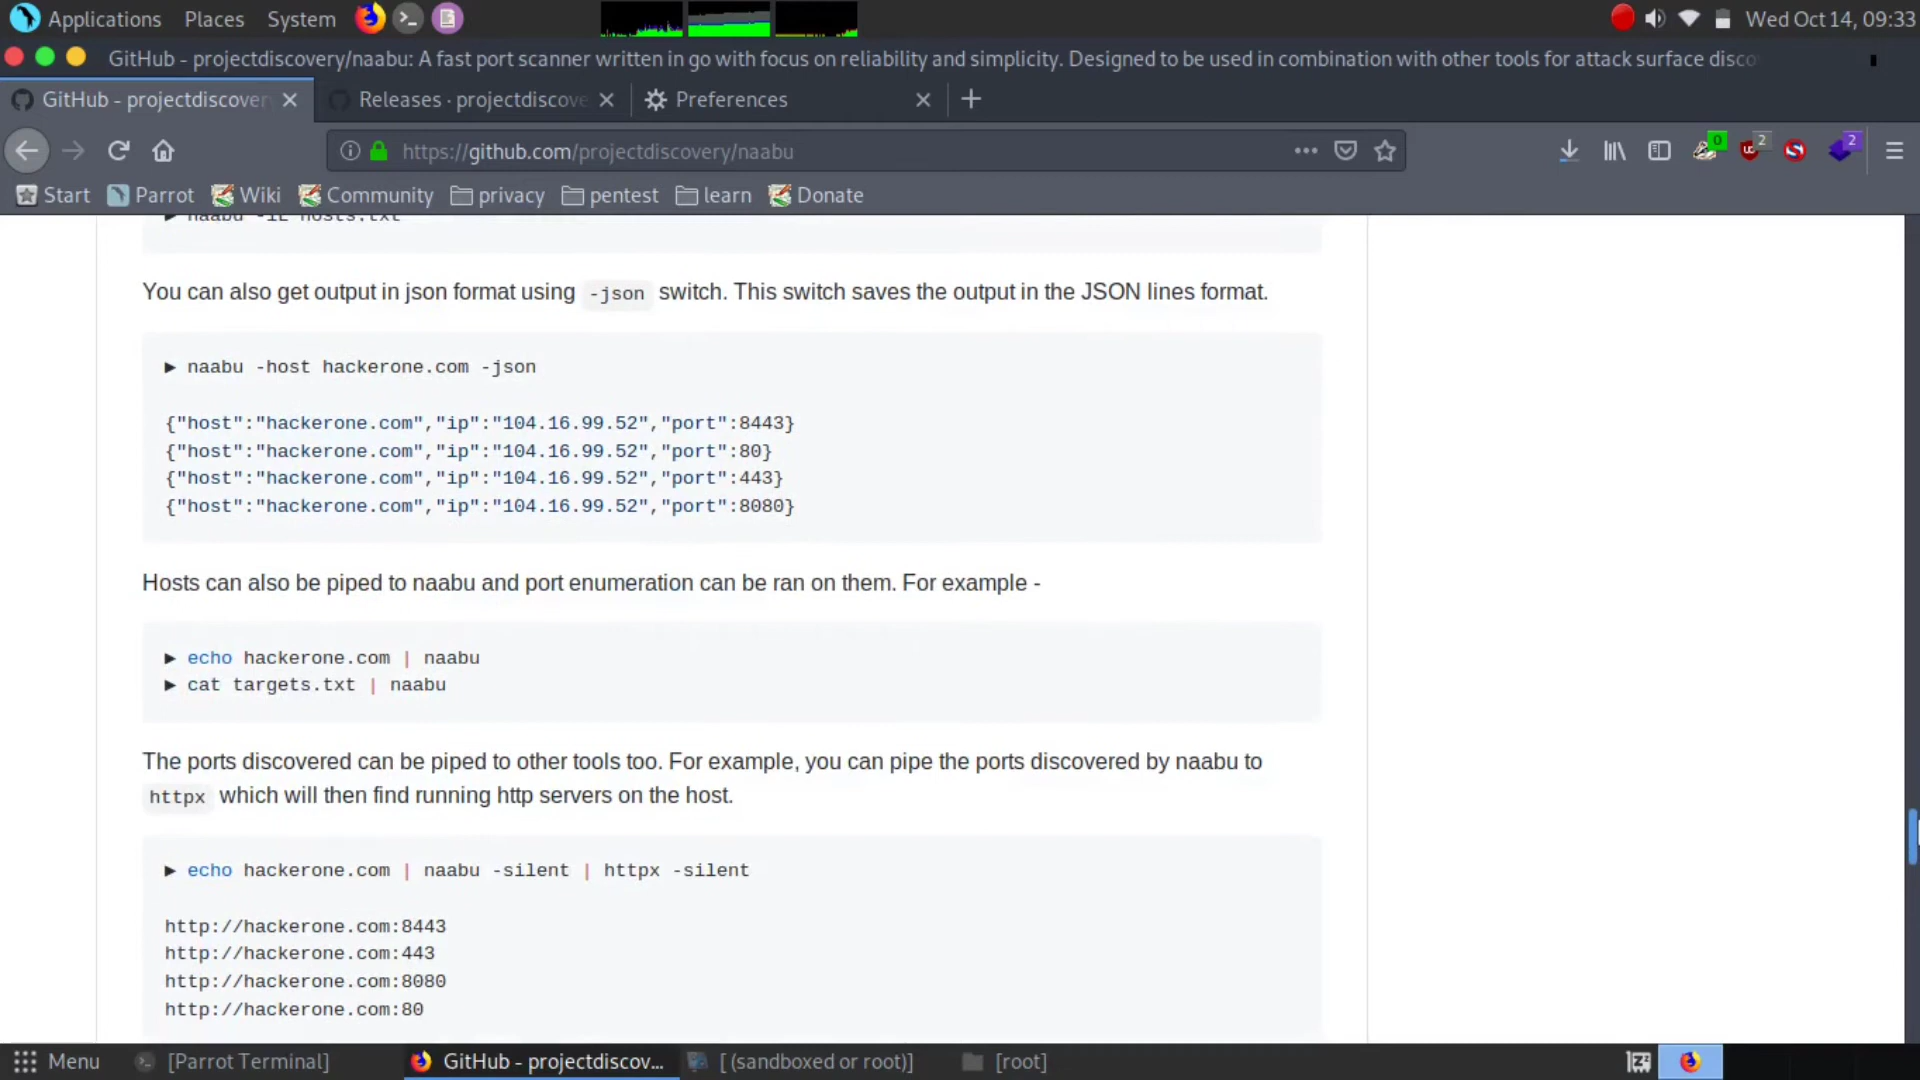 Applications Places System Wed Oct 14, 09:33
GitHub - projectdiscovery/naabu: A fast port scanner written in go with focus on reliability and simplicity. Designed to be used in combination with other tools for attack surface disco
GitHub - projectdiscover Releases · projectdiscove Preferences
https://github.com/projectdiscovery/naabu 0 2 2
Start Parrot Wiki Community privacy pentest learn Donate
▶ naabu -iL hosts.txt
You can also get output in json format using -json switch. This switch saves the output in the JSON lines format.
▶ naabu -host hackerone.com -json
{"host":"hackerone.com","ip":"104.16.99.52","port":8443}
{"host":"hackerone.com","ip":"104.16.99.52","port":80}
{"host":"hackerone.com","ip":"104.16.99.52","port":443}
{"host":"hackerone.com","ip":"104.16.99.52","port":8080}
Hosts can also be piped to naabu and port enumeration can be ran on them. For example -
▶ echo hackerone.com | naabu
▶ cat targets.txt | naabu
The ports discovered can be piped to other tools too. For example, you can pipe the ports discovered by naabu to
httpx which will then find running http servers on the host.
▶ echo hackerone.com | naabu -silent | httpx -silent
http://hackerone.com:8443
http://hackerone.com:443
http://hackerone.com:8080
http://hackerone.com:80
Menu [Parrot Terminal] GitHub - projectdiscov... [ (sandboxed or root)] [root]